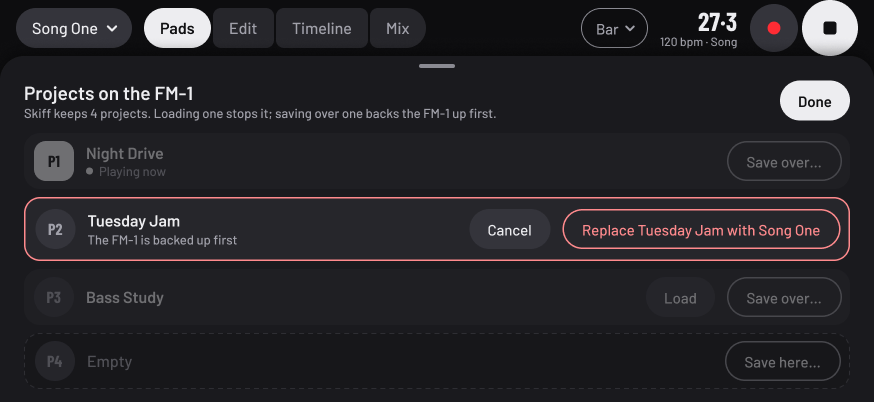 Song One
Pads
Edit
Timeline
Mix
Bar
27·3
120 bpm · Song
Projects on the FM-1
Skiff keeps 4 projects. Loading one stops it; saving over one backs the FM-1 up first.
Done
P1
Night Drive
Playing now
Save over...
P2
Tuesday Jam
The FM-1 is backed up first
Cancel
Replace Tuesday Jam with Song One
P3
Bass Study
Load
Save over...
P4
Empty
Save here...